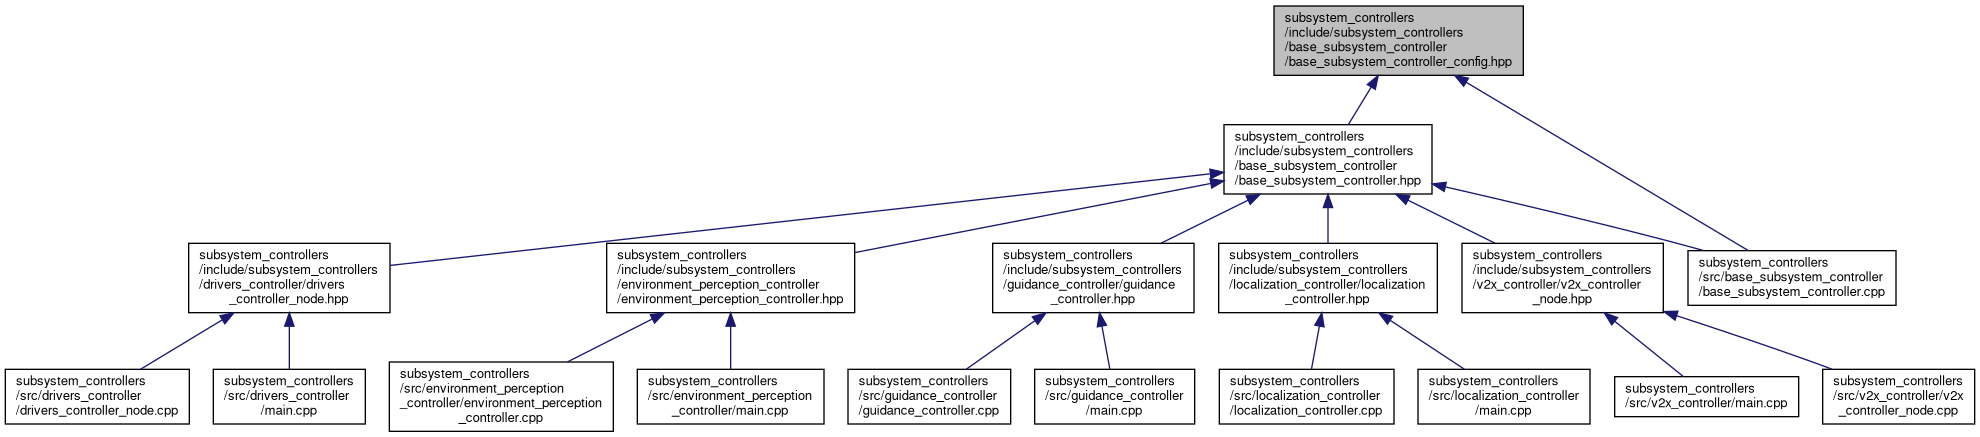 subsystem_controllers
/include/subsystem_controllers
/base_subsystem_controller
/base_subsystem_controller_config.hpp
subsystem_controllers
/include/subsystem_controllers
/base_subsystem_controller
/base_subsystem_controller.hpp
subsystem_controllers
/include/subsystem_controllers
/drivers_controller/drivers
_controller_node.hpp
subsystem_controllers
/include/subsystem_controllers
/environment_perception_controller
/environment_perception_controller.hpp
subsystem_controllers
/include/subsystem_controllers
/guidance_controller/guidance
_controller.hpp
subsystem_controllers
/include/subsystem_controllers
/localization_controller/localization
_controller.hpp
subsystem_controllers
/include/subsystem_controllers
/v2x_controller/v2x_controller
_node.hpp
subsystem_controllers
/src/base_subsystem_controller
/base_subsystem_controller.cpp
subsystem_controllers
/src/drivers_controller
/drivers_controller_node.cpp
subsystem_controllers
/src/drivers_controller
/main.cpp
subsystem_controllers
/src/environment_perception
_controller/environment_perception
_controller.cpp
subsystem_controllers
/src/environment_perception
_controller/main.cpp
subsystem_controllers
/src/guidance_controller
/guidance_controller.cpp
subsystem_controllers
/src/guidance_controller
/main.cpp
subsystem_controllers
/src/localization_controller
/localization_controller.cpp
subsystem_controllers
/src/localization_controller
/main.cpp
subsystem_controllers
/src/v2x_controller/main.cpp
subsystem_controllers
/src/v2x_controller/v2x
_controller_node.cpp